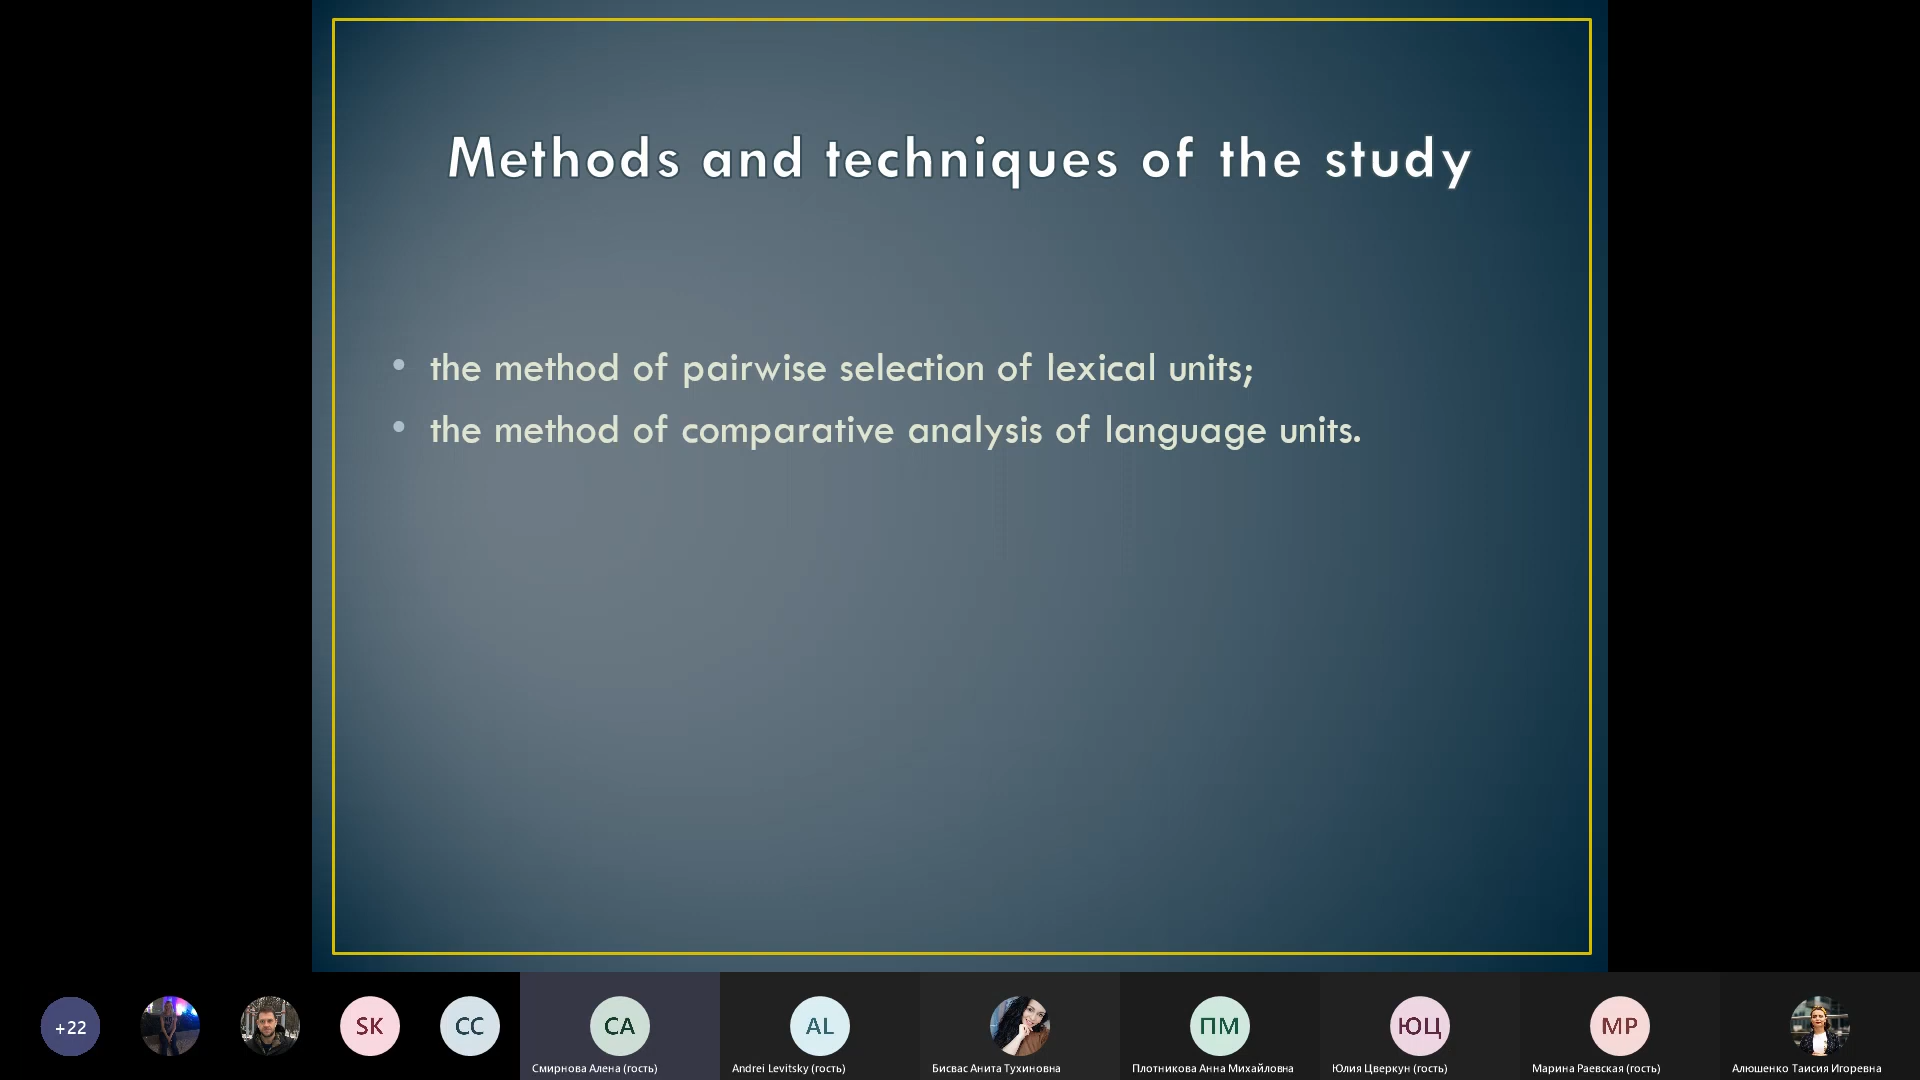 Methods and techniques of the study
• the method of pairwise selection of lexical units;
• the method of comparative analysis of language units.
+22
SK
CC
CA
AL
ПМ
ЮЦ
МР
Смирнова Алена (гость)
Andrei Levitsky (гость)
Бисвас Анита Тухиновна
Плотникова Анна Михайловна
Юлия Цверкун (гость)
Марина Раевская (гость)
Алюшенко Таисия Игоревна